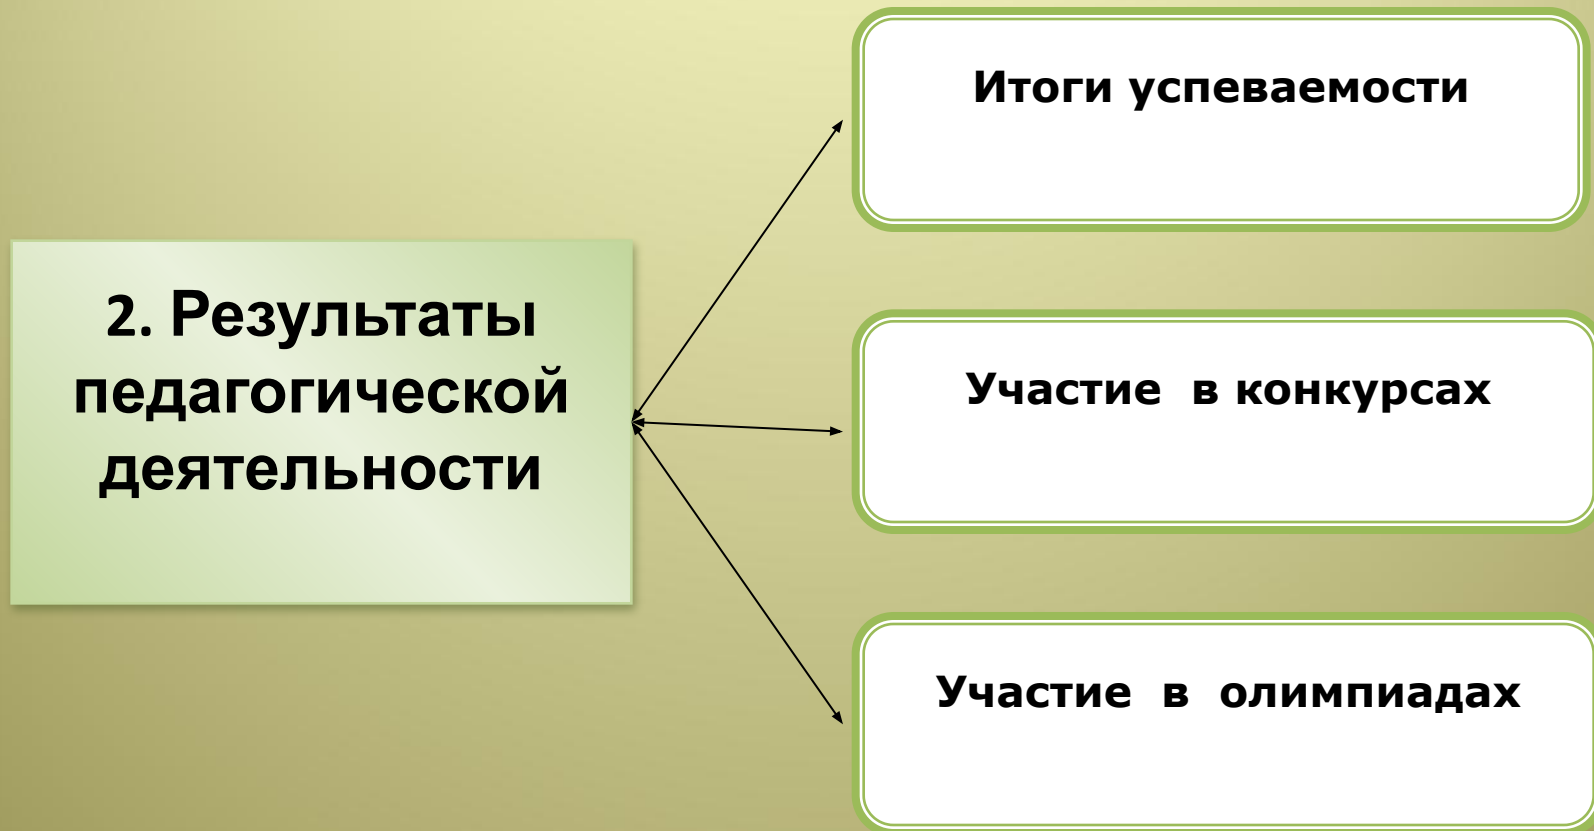 2. Результаты
педагогической
деятельности
Итоги успеваемости
Участие в конкурсах
Участие в олимпиадах